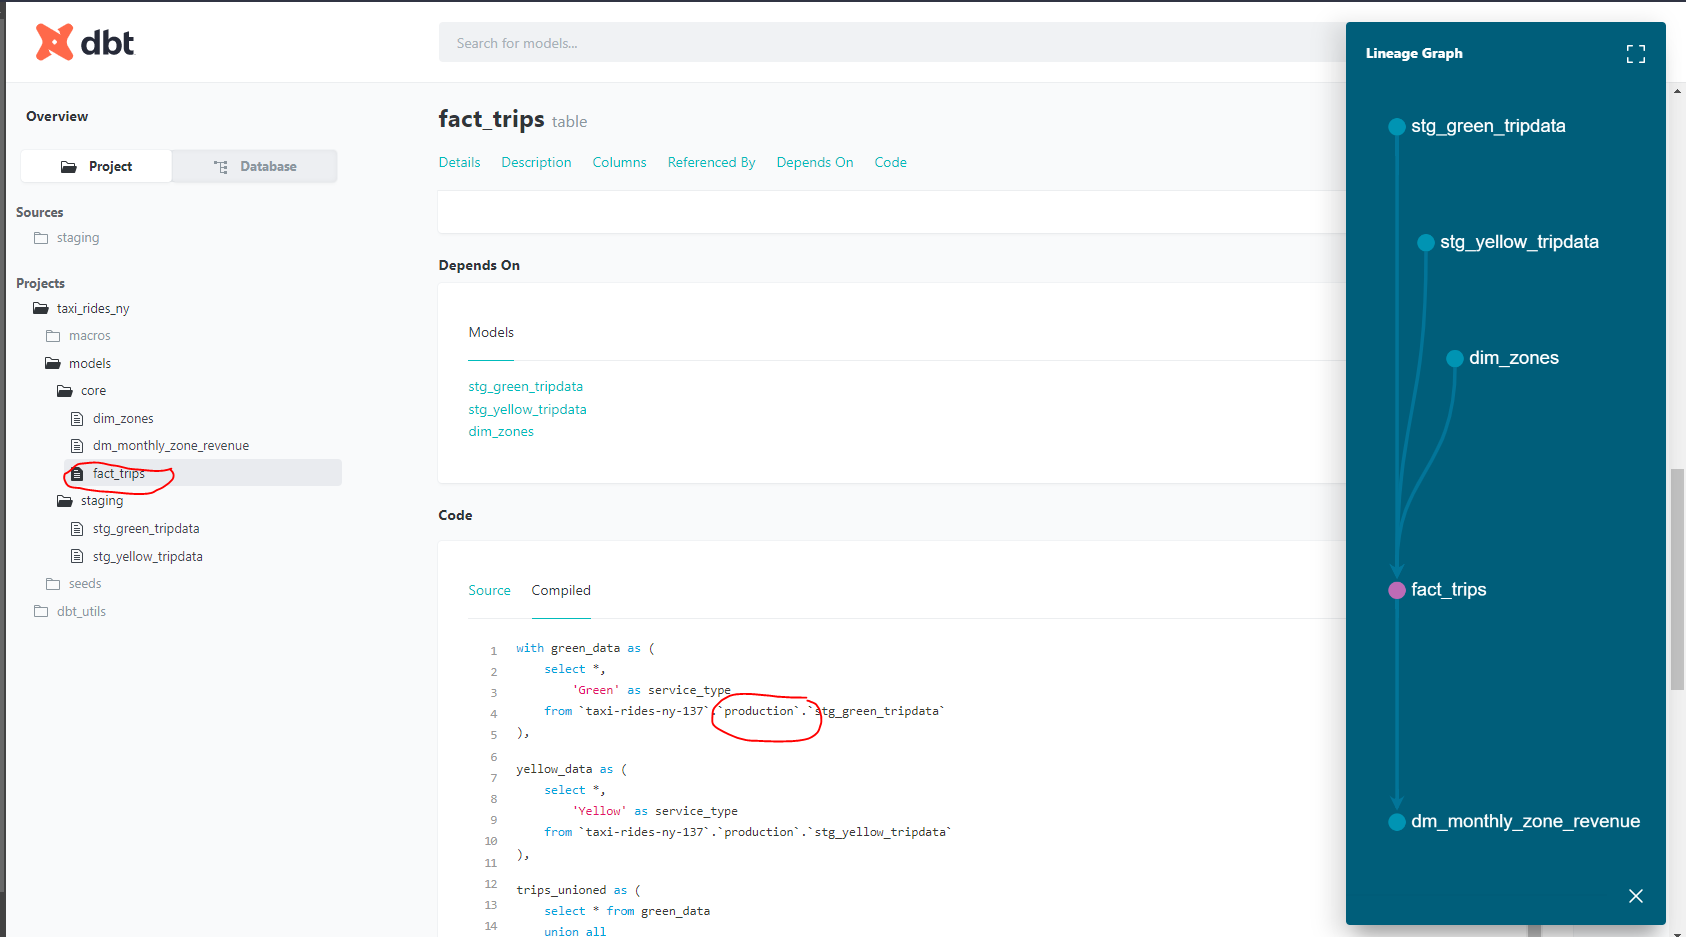 dbt
Search for models...
Overview
Project
Database
Sources
staging
Projects
taxi_rides_ny
macros
models
core
dim_zones
dm_monthly_zone_revenue
fact_trips
staging
stg_green_tripdata
stg_yellow_tripdata
seeds
dbt_utils
fact_trips table
Details Description Columns Referenced By Depends On Code
Depends On
Models
stg_green_tripdata
stg_yellow_tripdata
dim_zones
Code
Source Compiled
1 with green_data as (
2 select *,
3 'Green' as service_type
4 from `taxi-rides-ny-137`.`production`.`stg_green_tripdata`
5 ),
6
7 yellow_data as (
8 select *,
9 'Yellow' as service_type
10 from `taxi-rides-ny-137`.`production`.`stg_yellow_tripdata`
11 ),
12
13 trips_unioned as (
14 select * from green_data
union all
Lineage Graph
stg_green_tripdata
stg_yellow_tripdata
dim_zones
fact_trips
dm_monthly_zone_revenue